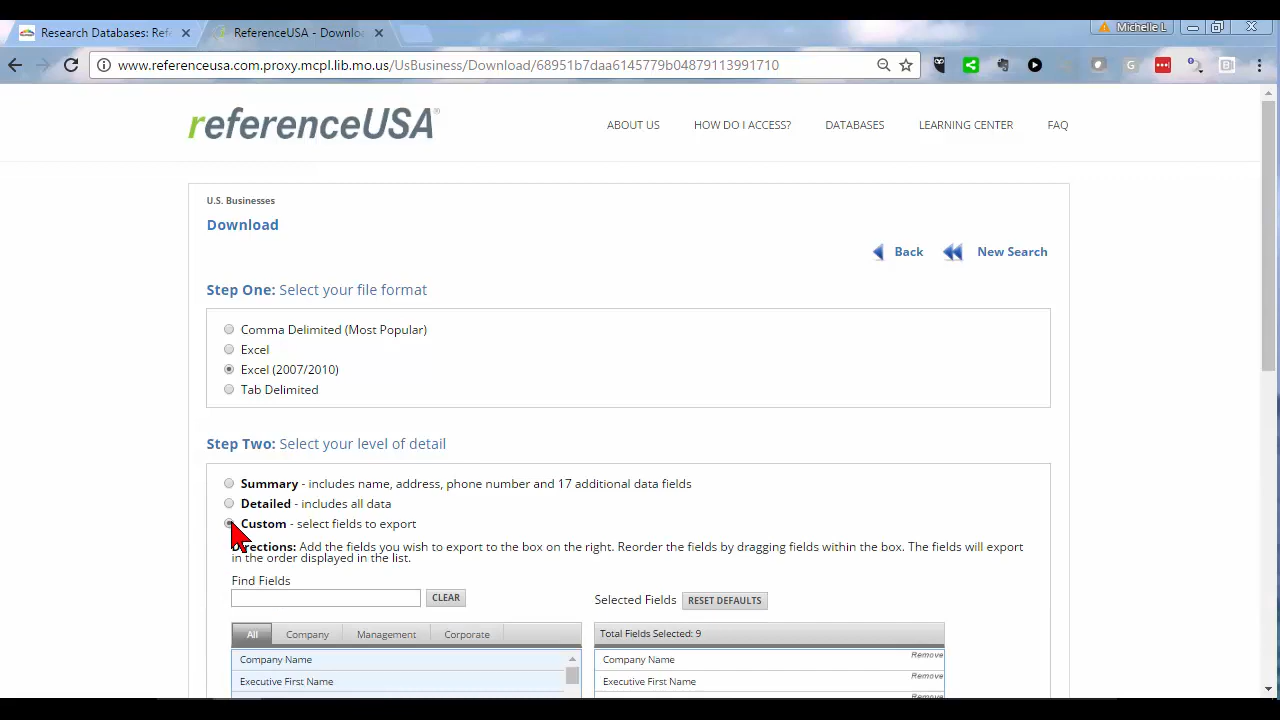 Research Databases: Ref
ReferenceUSA - Downloa
Michelle L
www.referenceusa.com.proxy.mcpl.lib.mo.us/UsBusiness/Download/68951b7daa6145779b04879113991710
referenceUSA®
ABOUT US HOW DO I ACCESS? DATABASES LEARNING CENTER FAQ
U.S. Businesses
Download
Back New Search
Step One: Select your file format
Comma Delimited (Most Popular)
Excel
Excel (2007/2010)
Tab Delimited
Step Two: Select your level of detail
Summary - includes name, address, phone number and 17 additional data fields
Detailed - includes all data
Custom - select fields to export
Directions: Add the fields you wish to export to the box on the right. Reorder the fields by dragging fields within the box. The fields will export
in the order displayed in the list.
Find Fields
CLEAR
Selected Fields RESET DEFAULTS
All Company Management Corporate
Total Fields Selected: 9
Company Name
Executive First Name
Company Name Remove
Executive First Name Remove
Remove